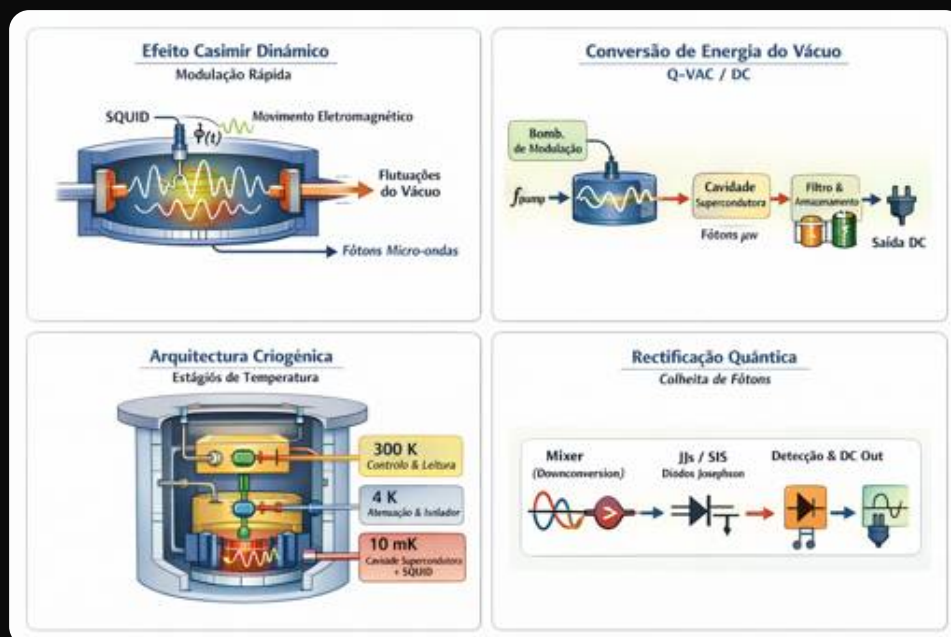 Efeito Casimir Dinámico
Modulação Rápida
SQUID
Movimento Eletromagnético
Φ(t)
Flutuações
do Vácuo
Fótons Micro-ondas
Conversão de Energia do Vácuo
Q-VAC / DC
Bomb.
de Modulação
fpump
Cavidade
Supercondutora
Filtro &
Armazenamento
Fótons μw
Saída DC
Arquitectura Criogénica
Estágiós de Temperatura
300 K
Controlo & Leitura
4 K
Atenuação & Isolador
10 mK
Cavisade Supercondutora
+ SQUID
Rectificação Quântica
Colheita de Fótons
Mixer
(Downconversion)
JJs / SIS
Díodos Josephson
Detecção & DC Out